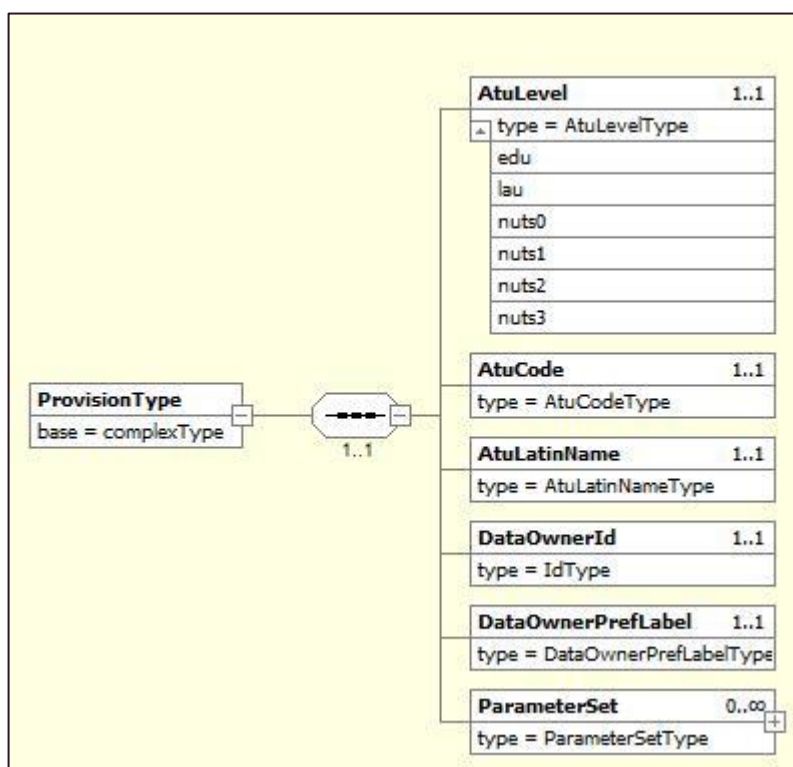 AtuLevel 1..1
type = AtuLevelType
edu
lau
nuts0
nuts1
nuts2
nuts3
ProvisionType
base = complexType
1..1
AtuCode 1..1
type = AtuCodeType
AtuLatinName 1..1
type = AtuLatinNameType
DataOwnerId 1..1
type = IdType
DataOwnerPrefLabel 1..1
type = DataOwnerPrefLabelType
ParameterSet 0..∞
type = ParameterSetType